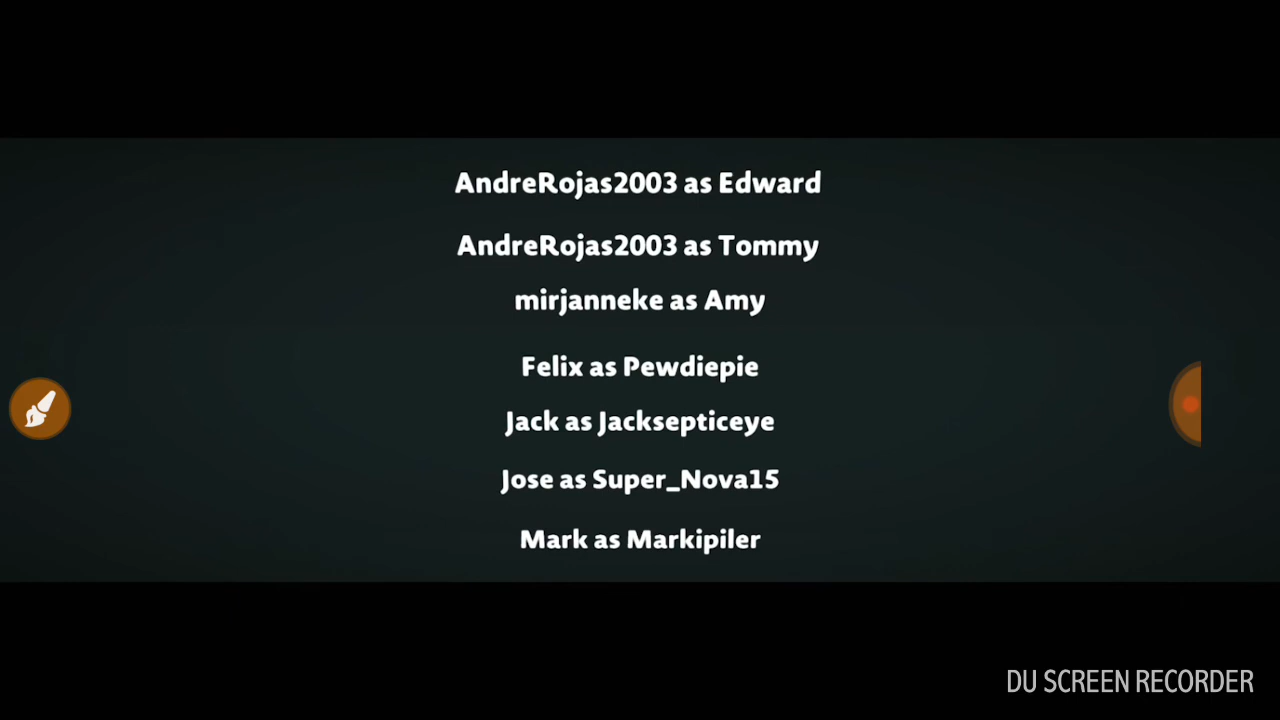 AndreRojas2003 as Edward
AndreRojas2003 as Tommy
mirjanneke as Amy
Felix as Pewdiepie
Jack as Jacksepticeye
Jose as Super_Nova15
Mark as Markipiler
DU SCREEN RECORDER